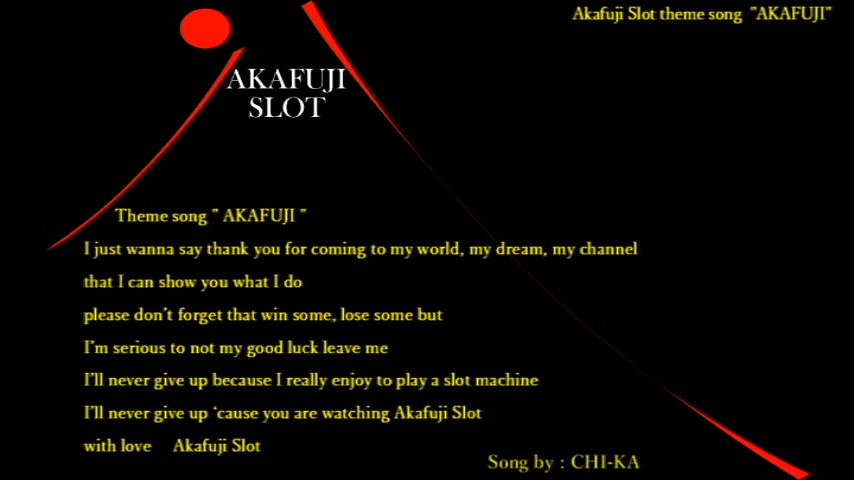 Akafuji Slot theme song "AKAFUJI"
AKAFUJI
SLOT
Theme song " AKAFUJI "
I just wanna say thank you for coming to my world, my dream, my channel
that I can show you what I do
please don't forget that win some, lose some but
I'm serious to not my good luck leave me
I'll never give up because I really enjoy to play a slot machine
I'll never give up 'cause you are watching Akafuji Slot
with love Akafuji Slot
Song by : CHI-KA